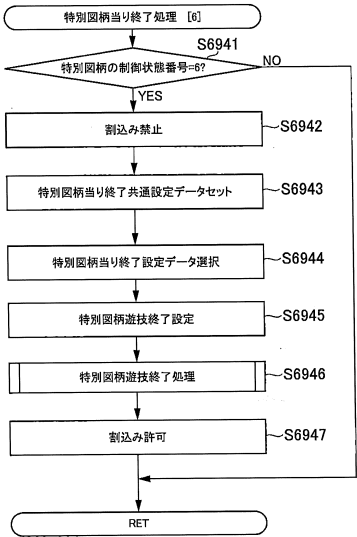 特別図柄当り終了処理 [6]
S6941
特別図柄の制御状態番号=6?
NO
YES
割込み禁止
S6942
特別図柄当り終了共通設定データセット
S6943
特別図柄当り終了設定データ選択
S6944
特別図柄遊技終了設定
S6945
特別図柄遊技終了処理
S6946
割込み許可
S6947
RET